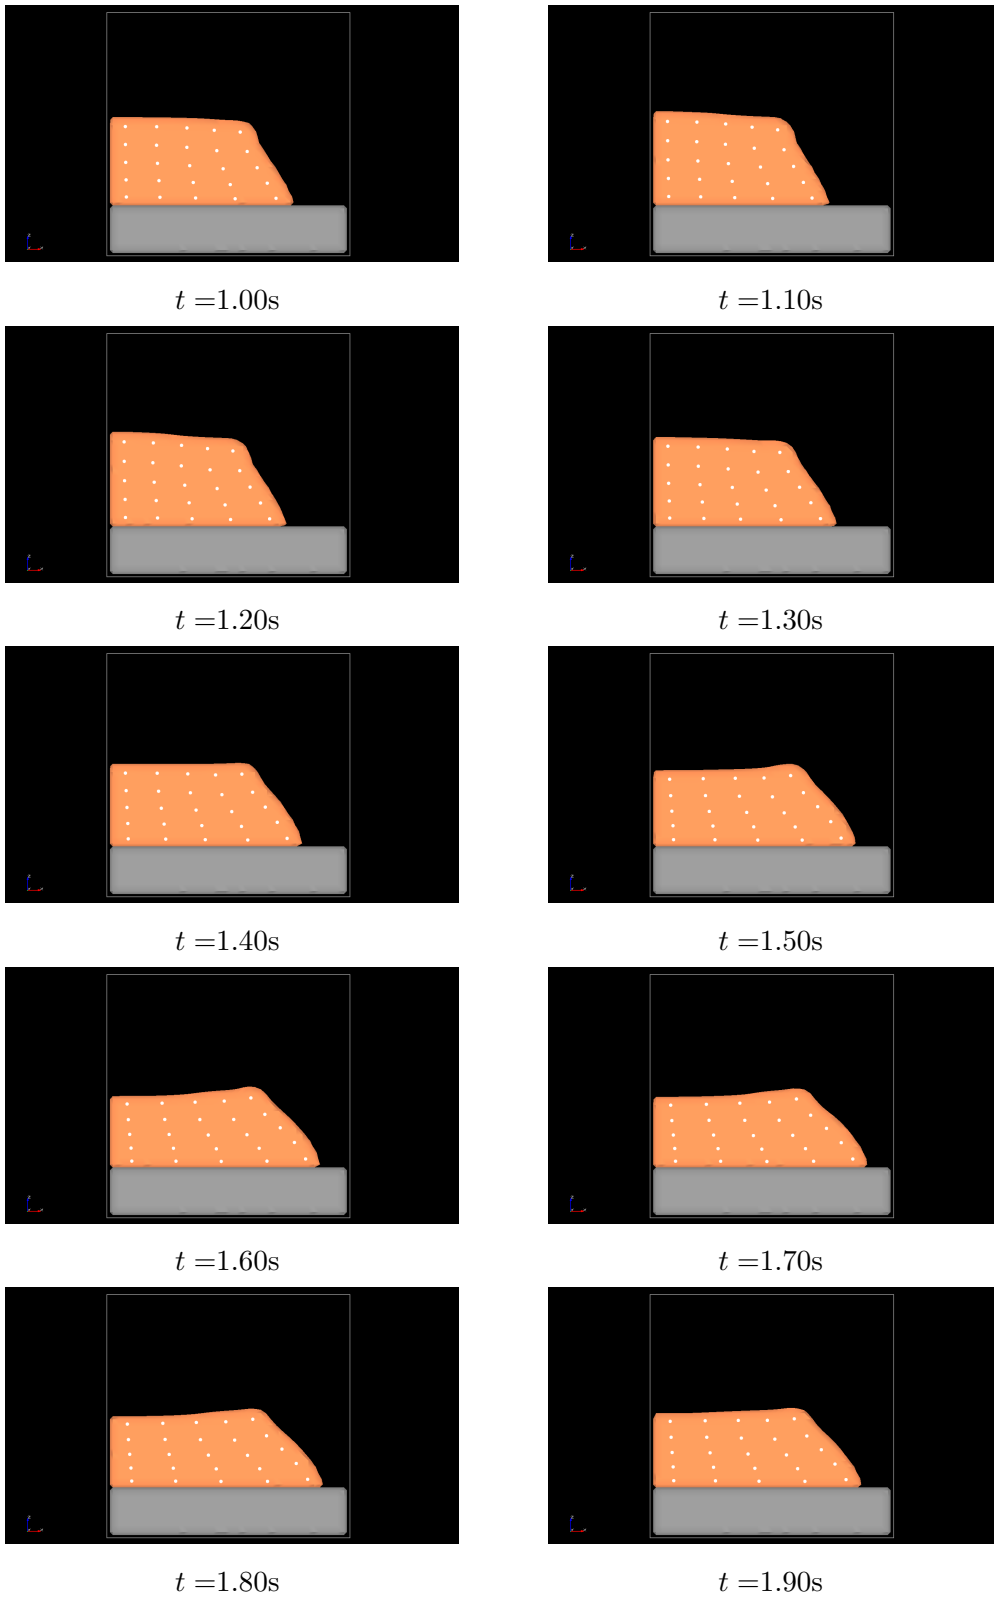 t =1.00s
t =1.10s
t =1.20s
t =1.30s
t =1.40s
t =1.50s
t =1.60s
t =1.70s
t =1.80s
t =1.90s